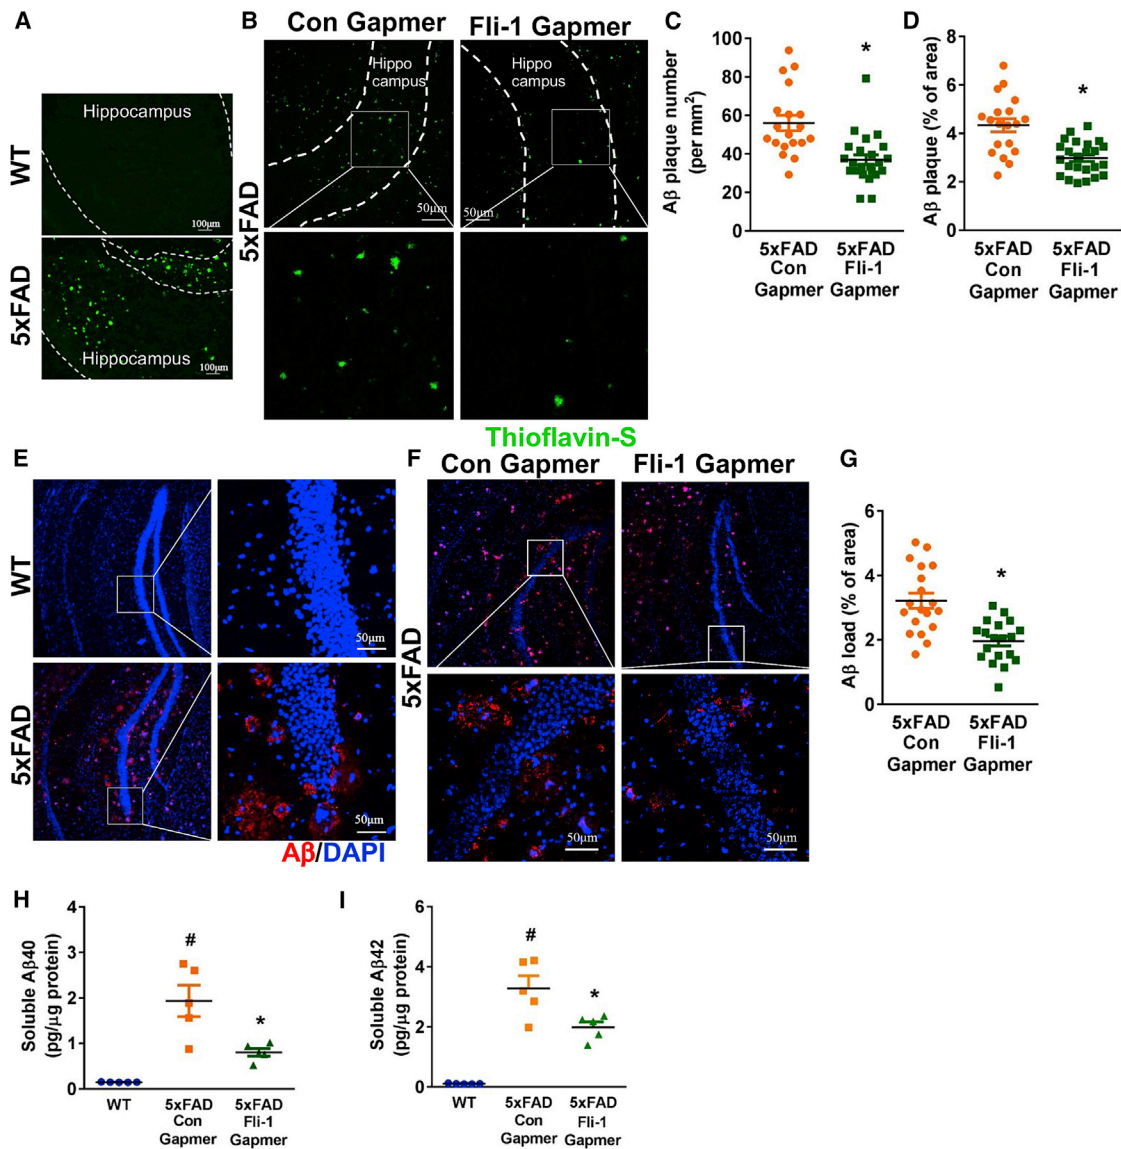 A
WT
Hippocampus
100µm
5xFAD
Hippocampus
100µm
B
Con Gapmer
Fli-1 Gapmer
5xFAD
Hippo
campus
50µm
Hippo
campus
50µm
Thioflavin-S
C
Aβ plaque number
(per mm²)
100
80
60
40
20
0
*
5xFAD
Con
Gapmer
5xFAD
Fli-1
Gapmer
D
Aβ plaque (% of area)
8
6
4
2
0
*
5xFAD
Con
Gapmer
5xFAD
Fli-1
Gapmer
E
WT
50µm
5xFAD
50µm
Aβ/DAPI
F
Con Gapmer
Fli-1 Gapmer
5xFAD
50µm
50µm
G
Aβ load (% of area)
6
4
2
0
*
5xFAD
Con
Gapmer
5xFAD
Fli-1
Gapmer
H
Soluble Aβ40
(pg/µg protein)
4
3
2
1
0
#
*
WT
5xFAD
Con
Gapmer
5xFAD
Fli-1
Gapmer
I
Soluble Aβ42
(pg/µg protein)
6
4
2
0
#
*
WT
5xFAD
Con
Gapmer
5xFAD
Fli-1
Gapmer